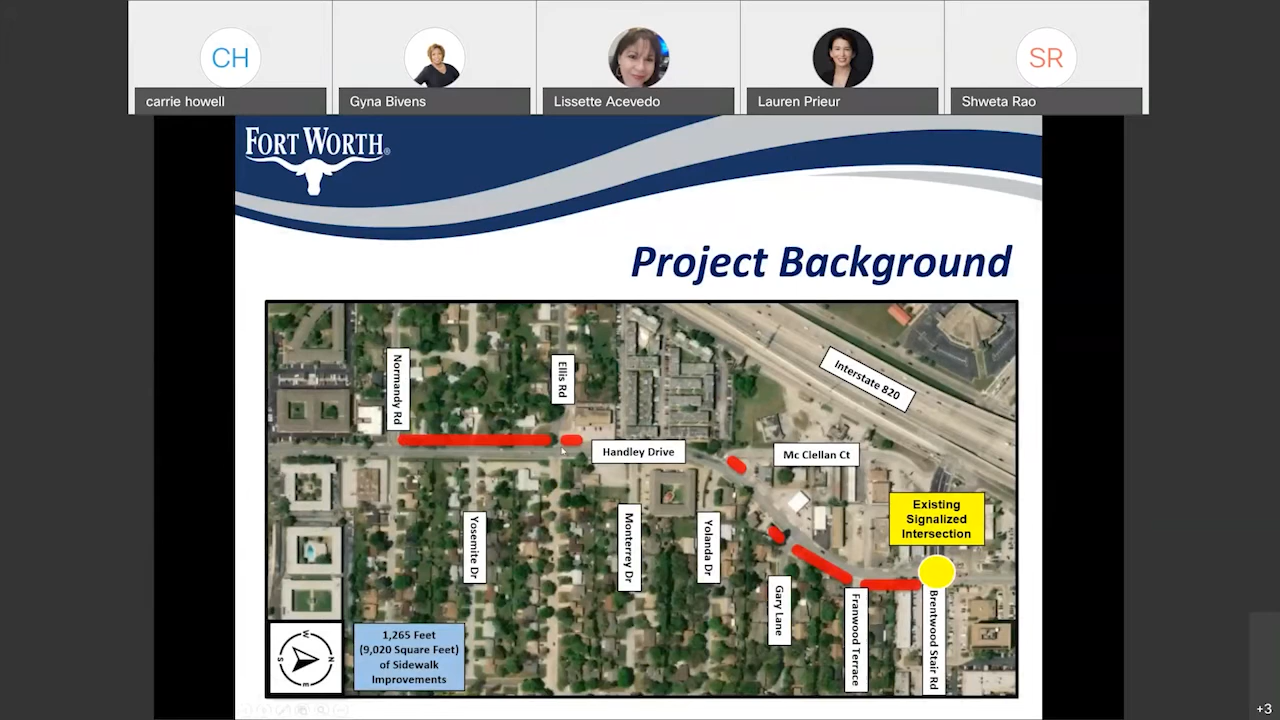 CH
SR
carrie howell
Gyna Bivens
Lissette Acevedo
Lauren Prieur
Shweta Rao
FORT WORTH®
Project Background
Normandy Rd
Ellis Rd
Interstate 820
Handley Drive
Mc Clellan Ct
Existing
Signalized
Intersection
Yosemite Dr
Monterrey Dr
Yolanda Dr
Gary Lane
Franwood Terrace
Brentwood Stair Rd
W
S
N
E
1,265 Feet
(9,020 Square Feet)
of Sidewalk
Improvements
+3